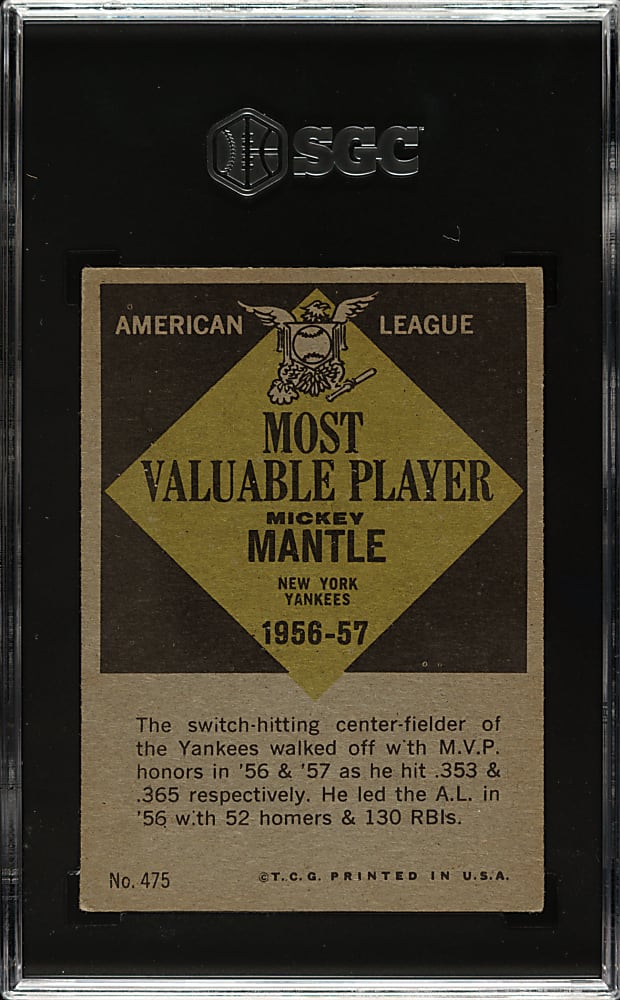 SGC
AMERICAN LEAGUE
MOST
VALUABLE PLAYER
MICKEY
MANTLE
NEW YORK
YANKEES
1956-57
The switch-hitting center-fielder of
the Yankees walked off with M.V.P.
honors in '56 & '57 as he hit .353 &
.365 respectively. He led the A.L. in
'56 with 52 homers & 130 RBIs.
No. 475 ©T.C.G. PRINTED IN U.S.A.